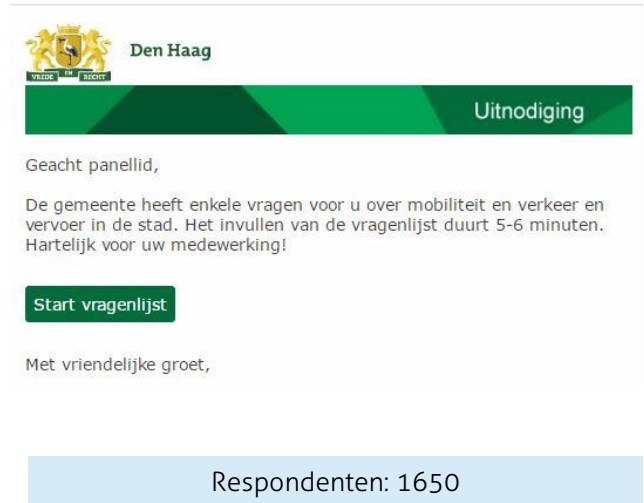 VREDE EN RECHT
Den Haag
Uitnodiging
Geacht panellid,
De gemeente heeft enkele vragen voor u over mobiliteit en verkeer en
vervoer in de stad. Het invullen van de vragenlijst duurt 5-6 minuten.
Hartelijk voor uw medewerking!
Start vragenlijst
Met vriendelijke groet,
Respondenten: 1650